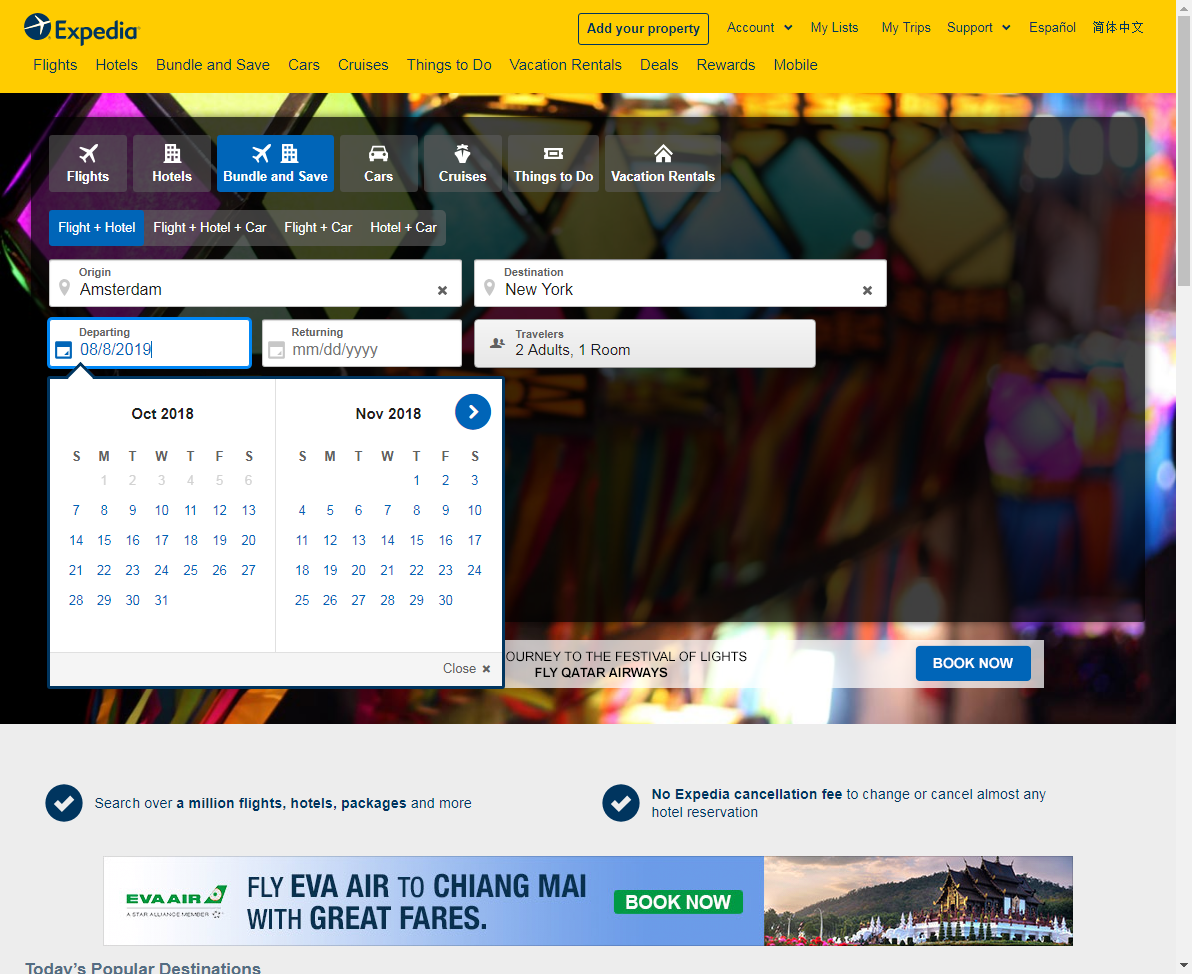 Expedia
Add your property Account My Lists My Trips Support Español 简体中文
Flights Hotels Bundle and Save Cars Cruises Things to Do Vacation Rentals Deals Rewards Mobile
Flights Hotels Bundle and Save Cars Cruises Things to Do Vacation Rentals
Flight + Hotel Flight + Hotel + Car Flight + Car Hotel + Car
Origin Destination
Amsterdam New York
Departing Returning Travelers
08/8/2019 mm/dd/yyyy 2 Adults, 1 Room
Oct 2018 Nov 2018
S M T W T F S S M T W T F S
1 2 3 4 5 6 1 2 3
7 8 9 10 11 12 13 4 5 6 7 8 9 10
14 15 16 17 18 19 20 11 12 13 14 15 16 17
21 22 23 24 25 26 27 18 19 20 21 22 23 24
28 29 30 31 25 26 27 28 29 30
Close
OURNEY TO THE FESTIVAL OF LIGHTS
FLY QATAR AIRWAYS
BOOK NOW
Search over a million flights, hotels, packages and more
No Expedia cancellation fee to change or cancel almost any
hotel reservation
EVA AIR
A STAR ALLIANCE MEMBER
FLY EVA AIR TO CHIANG MAI
WITH GREAT FARES.
BOOK NOW
Today's Popular Destinations